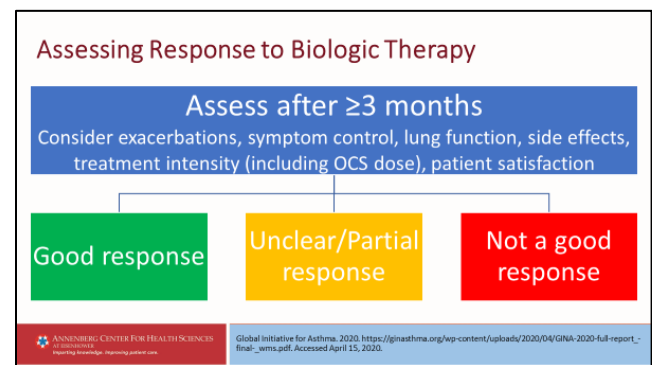 Assessing Response to Biologic Therapy
Assess after ≥3 months
Consider exacerbations, symptom control, lung function, side effects,
treatment intensity (including OCS dose), patient satisfaction
Good response
Unclear/Partial
response
Not a good
response
ANNENBERG CENTER FOR HEALTH SCIENCES
AT EISENHOWER
Imparting knowledge. Improving patient care.
Global Initiative for Asthma. 2020. https://ginasthma.org/wp-content/uploads/2020/04/GINA-2020-full-report_-
final-_wms.pdf. Accessed April 15, 2020.